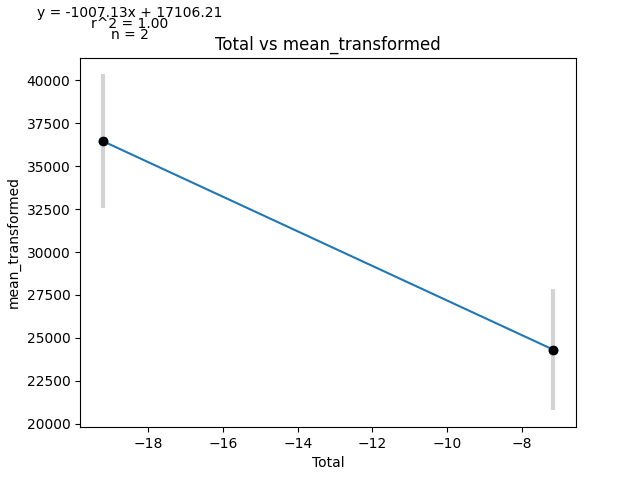 y = -1007.13x + 17106.21
r^2 = 1.00
n = 2
Total vs mean_transformed
40000
37500
35000
32500
30000
27500
25000
22500
20000
mean_transformed
−18
−16
−14
−12
−10
−8
Total